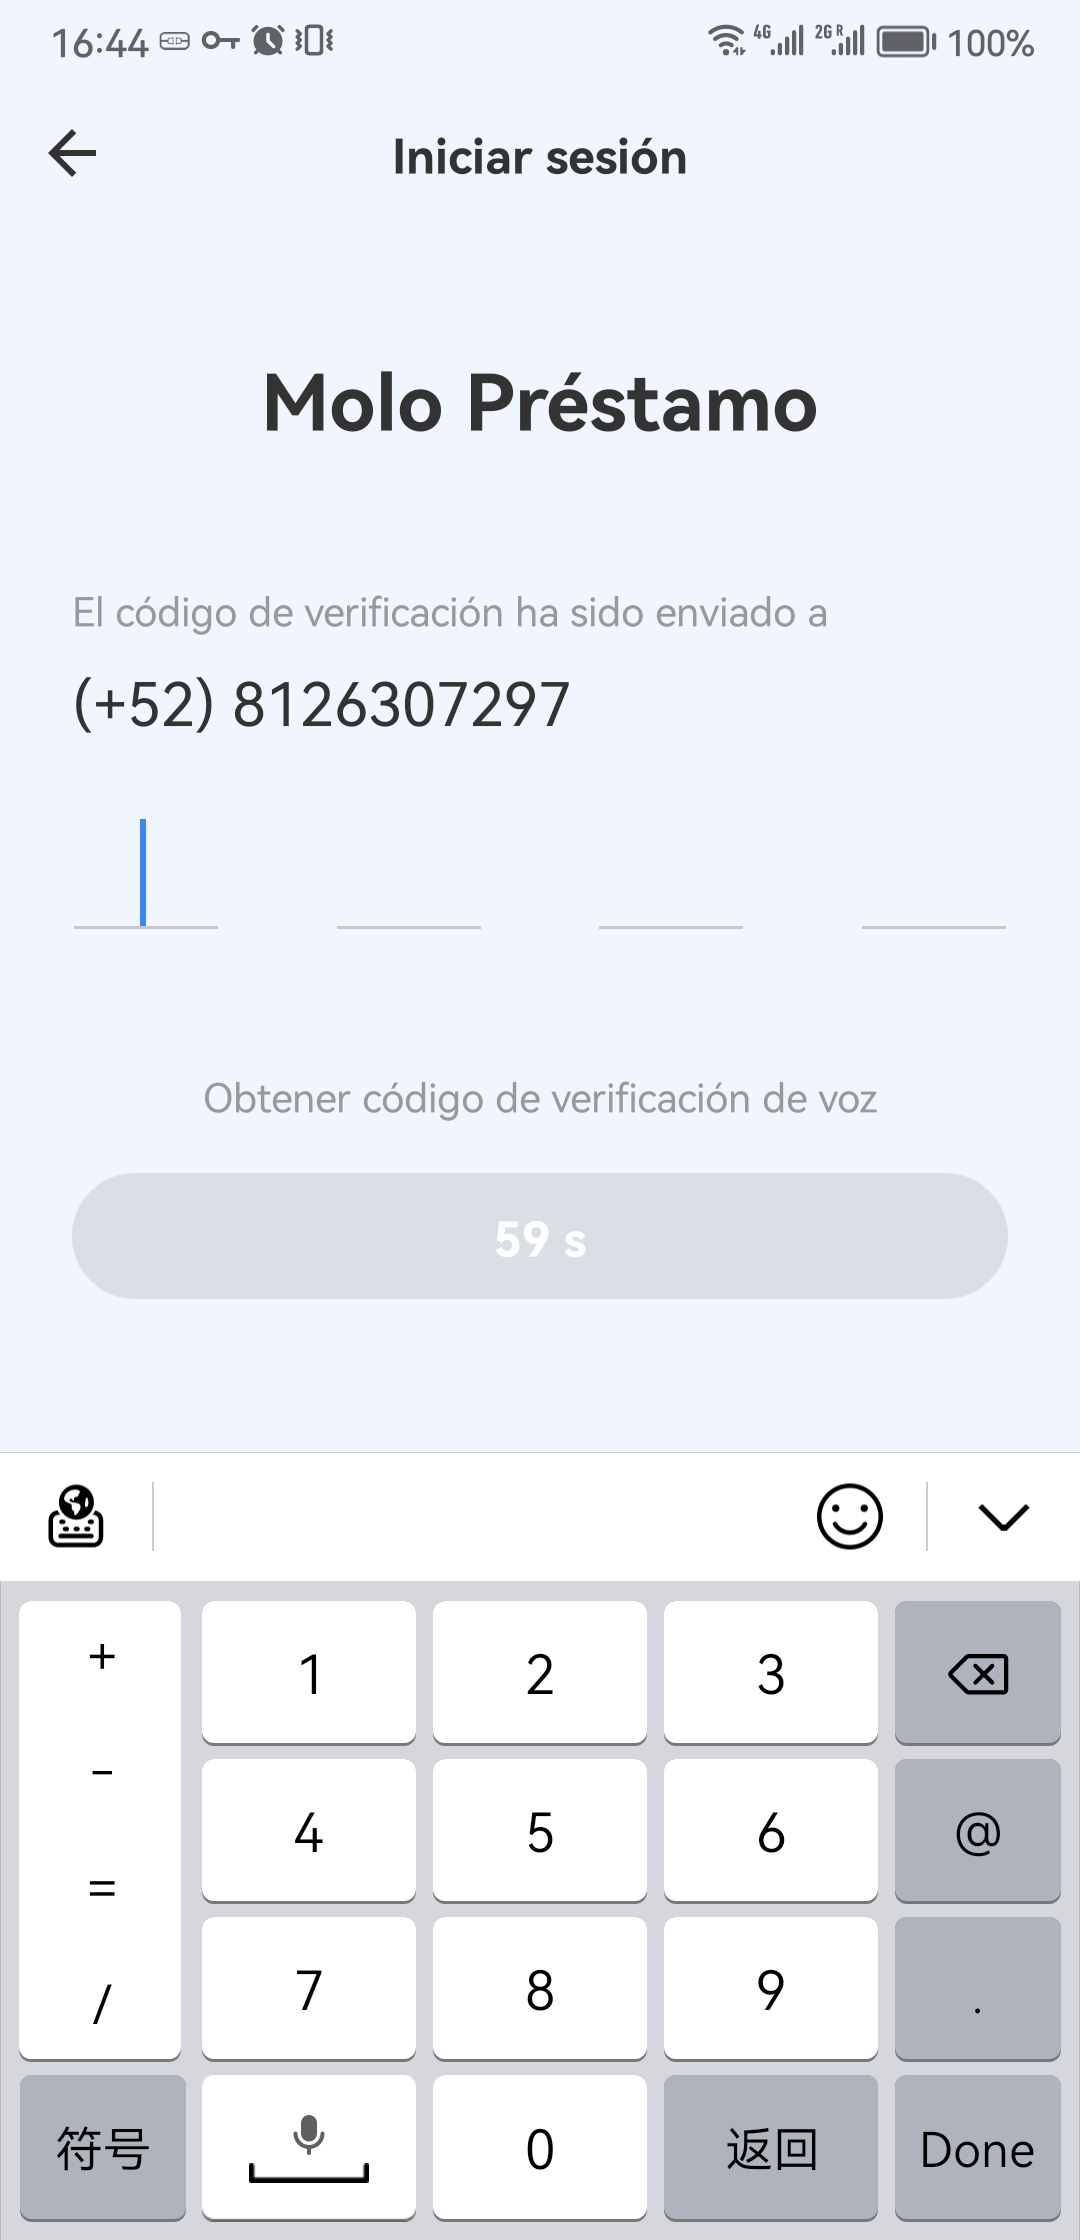 16:44 4G 2G R 100%
Iniciar sesión
Molo Préstamo
El código de verificación ha sido enviado a
(+52) 8126307297
Obtener código de verificación de voz
59 s
+ 1 2 3
- 4 5 6 @
= 7 8 9 .
/
符号 0 返回 Done